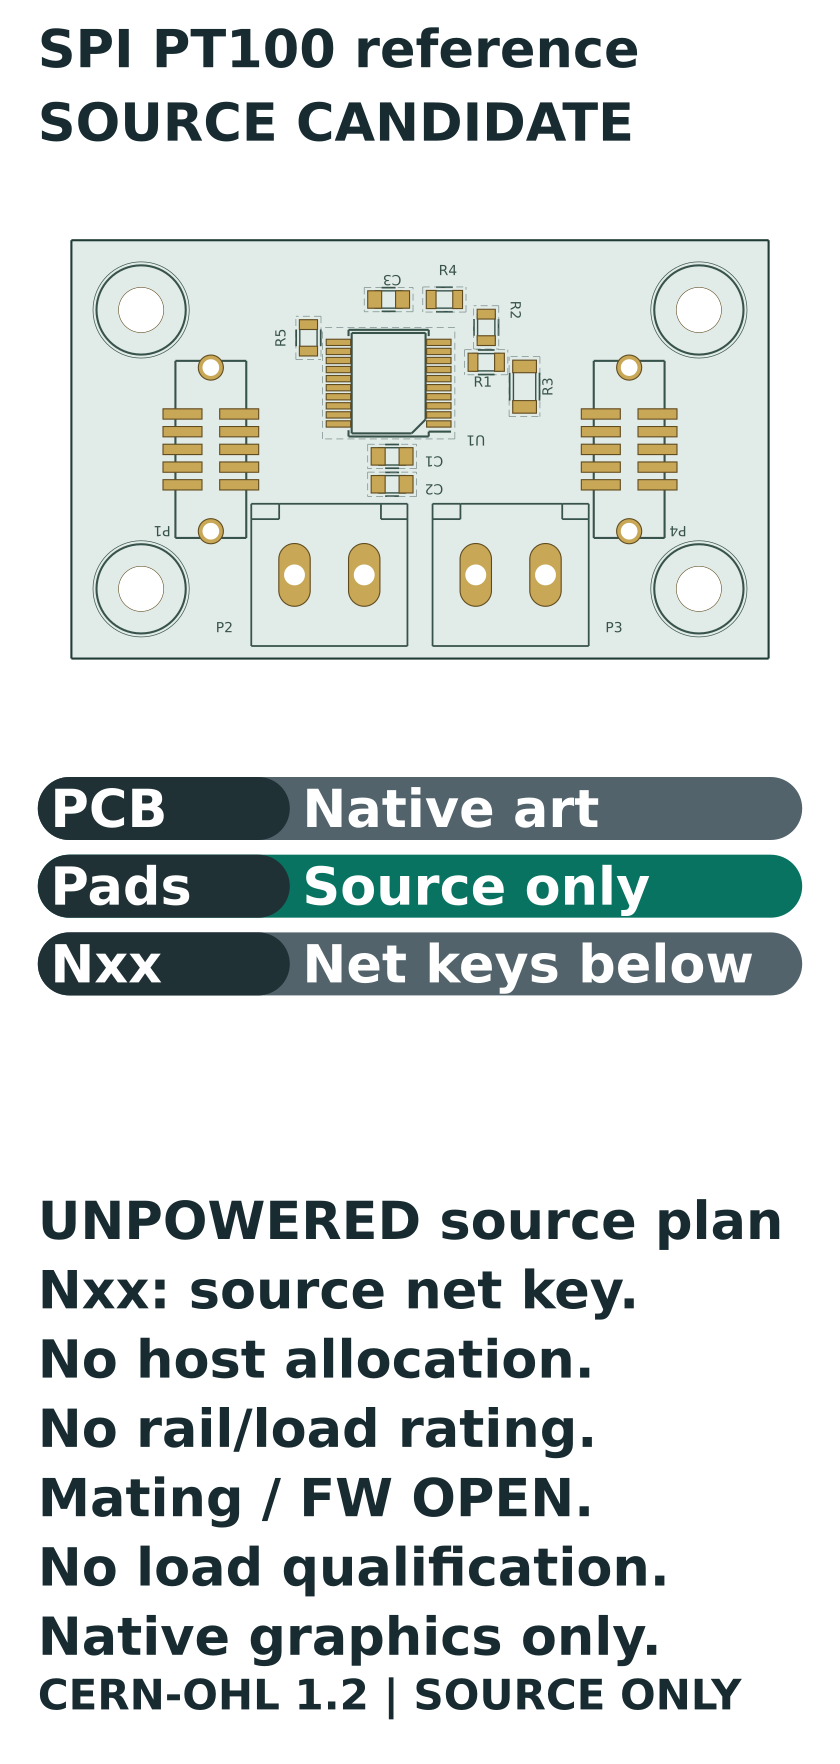 SPI PT100 reference
SOURCE CANDIDATE
C3
R4
R2
R5
R1
R3
U1
C1
C2
P1
P4
P2
P3
PCB Native art
Pads Source only
Nxx Net keys below
UNPOWERED source plan
Nxx: source net key.
No host allocation.
No rail/load rating.
Mating / FW OPEN.
No load qualification.
Native graphics only.
CERN-OHL 1.2 | SOURCE ONLY